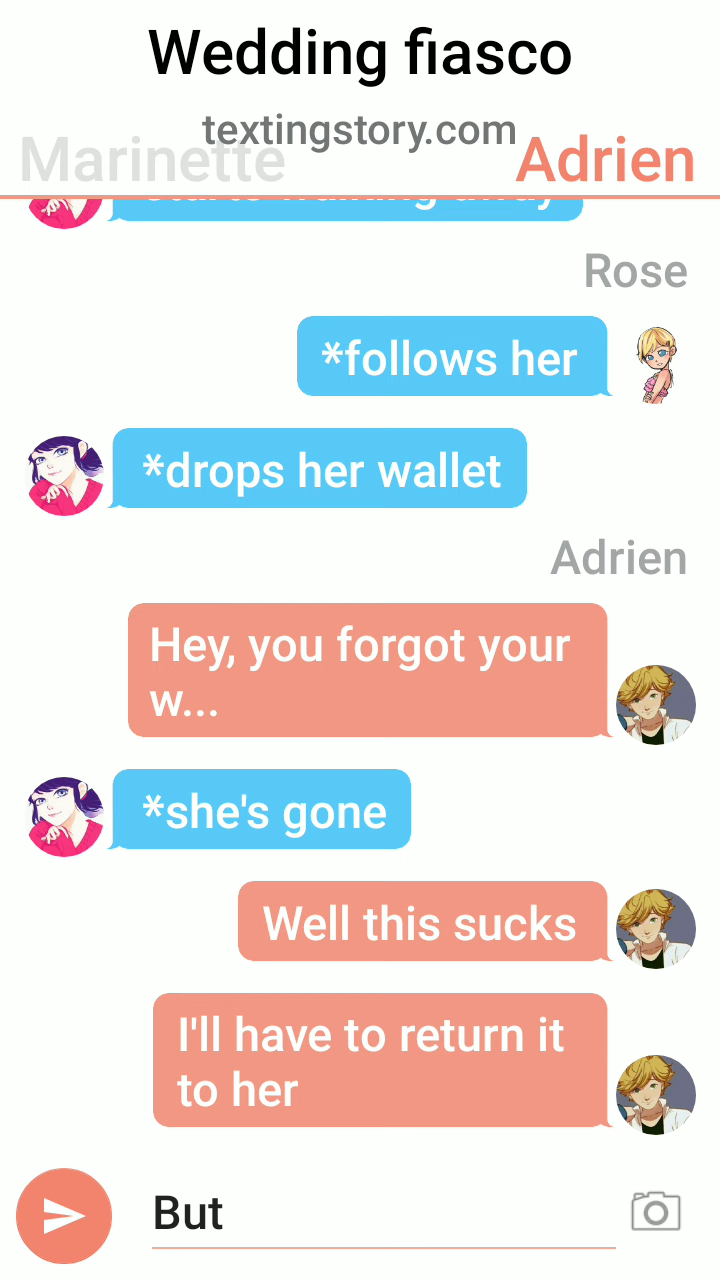 Wedding fiasco
textingstory.com
Marinette
Adrien
Rose
*follows her
*drops her wallet
Adrien
Hey, you forgot your
w...
*she's gone
Well this sucks
I'll have to return it
to her
But